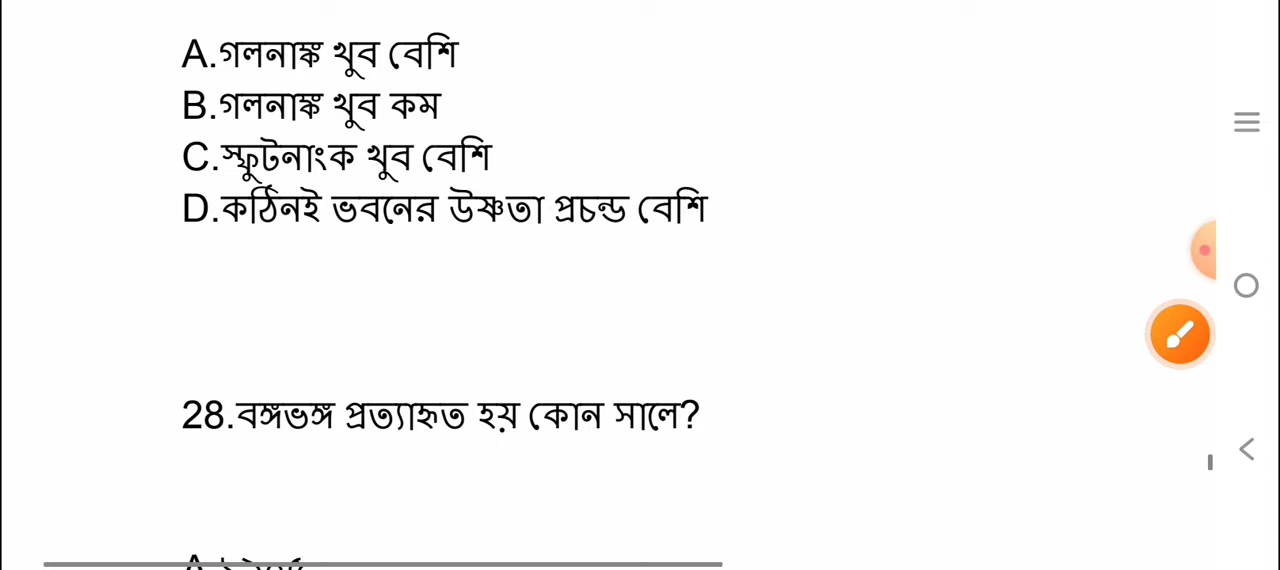 A.গলনাঙ্ক খুব বেশি
B.গলনাঙ্ক খুব কম
C.স্ফুটনাংক খুব বেশি
D.কঠিনই ভবনের উষ্ণতা প্রচন্ড বেশি
28.বঙ্গভঙ্গ প্রত্যাহৃত হয় কোন সালে?